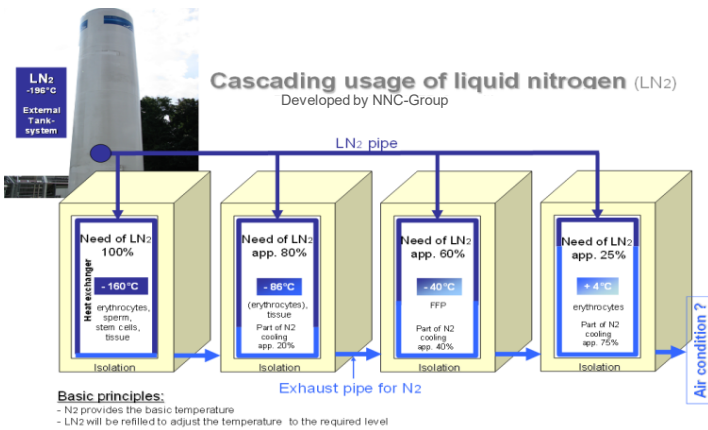 LN2
-196°C
External
Tank-
system
Cascading usage of liquid nitrogen (LN2)
Developed by NNC-Group
LN2 pipe
Need of LN2
100%
Heat exchanger
- 160°C
erythrocytes,
sperm,
stem cells,
tissue
Isolation
Need of LN2
app. 80%
- 86°C
(erythrocytes),
tissue
Part of N2
cooling
app. 20%
Isolation
Need of LN2
app. 60%
- 40°C
FFP
Part of N2
cooling
app. 40%
Isolation
Need of LN2
app. 25%
+ 4°C
erythrocytes
Part of N2
cooling
app. 75%
Isolation
Air condition ?
Exhaust pipe for N2
Basic principles:
- N2 provides the basic temperature
- LN2 will be refilled to adjust the temperature to the required level